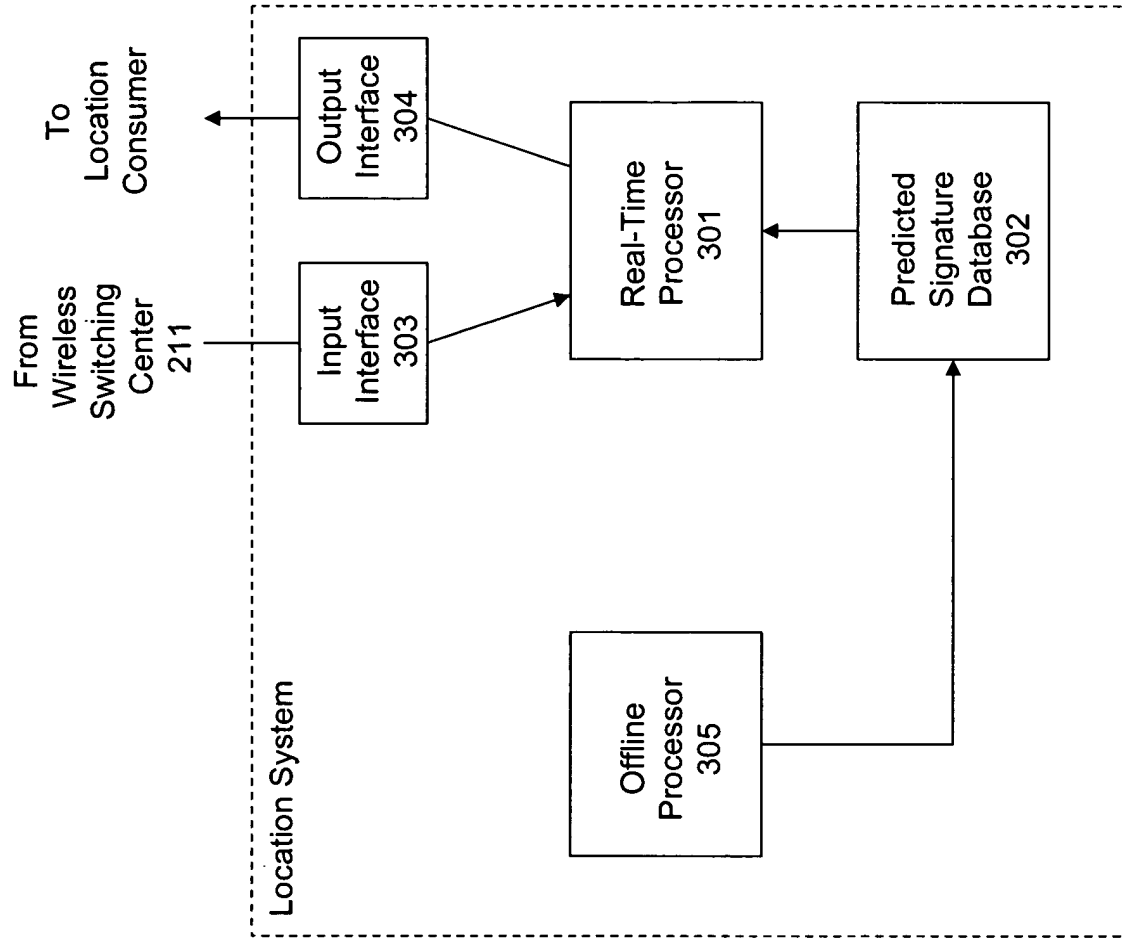 From
Wireless
Switching
Center
211
To
Location
Consumer
Location System
Input
Interface
303
Output
Interface
304
Offline
Processor
305
Real-Time
Processor
301
Predicted
Signature
Database
302